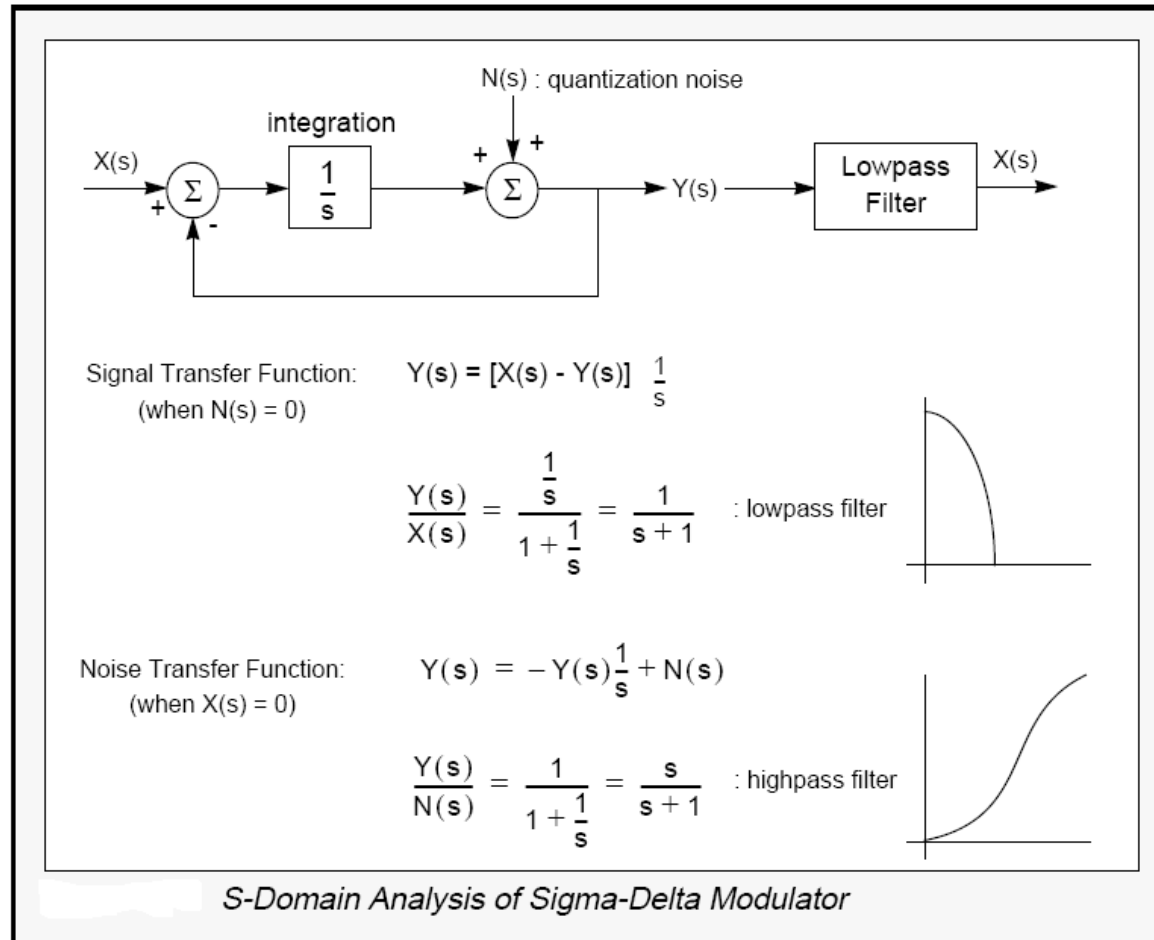 N(s) : quantization noise
integration
X(s)
+
Σ
-
1
s
+
+
Σ
Y(s)
Lowpass
Filter
X(s)
Signal Transfer Function:
(when N(s) = 0)
Y(s) = [X(s) - Y(s)] 1/s
Y(s)/X(s) = (1/s)/(1 + 1/s) = 1/(s + 1) : lowpass filter
Noise Transfer Function:
(when X(s) = 0)
Y(s) = −Y(s) 1/s + N(s)
Y(s)/N(s) = 1/(1 + 1/s) = s/(s + 1) : highpass filter
S-Domain Analysis of Sigma-Delta Modulator